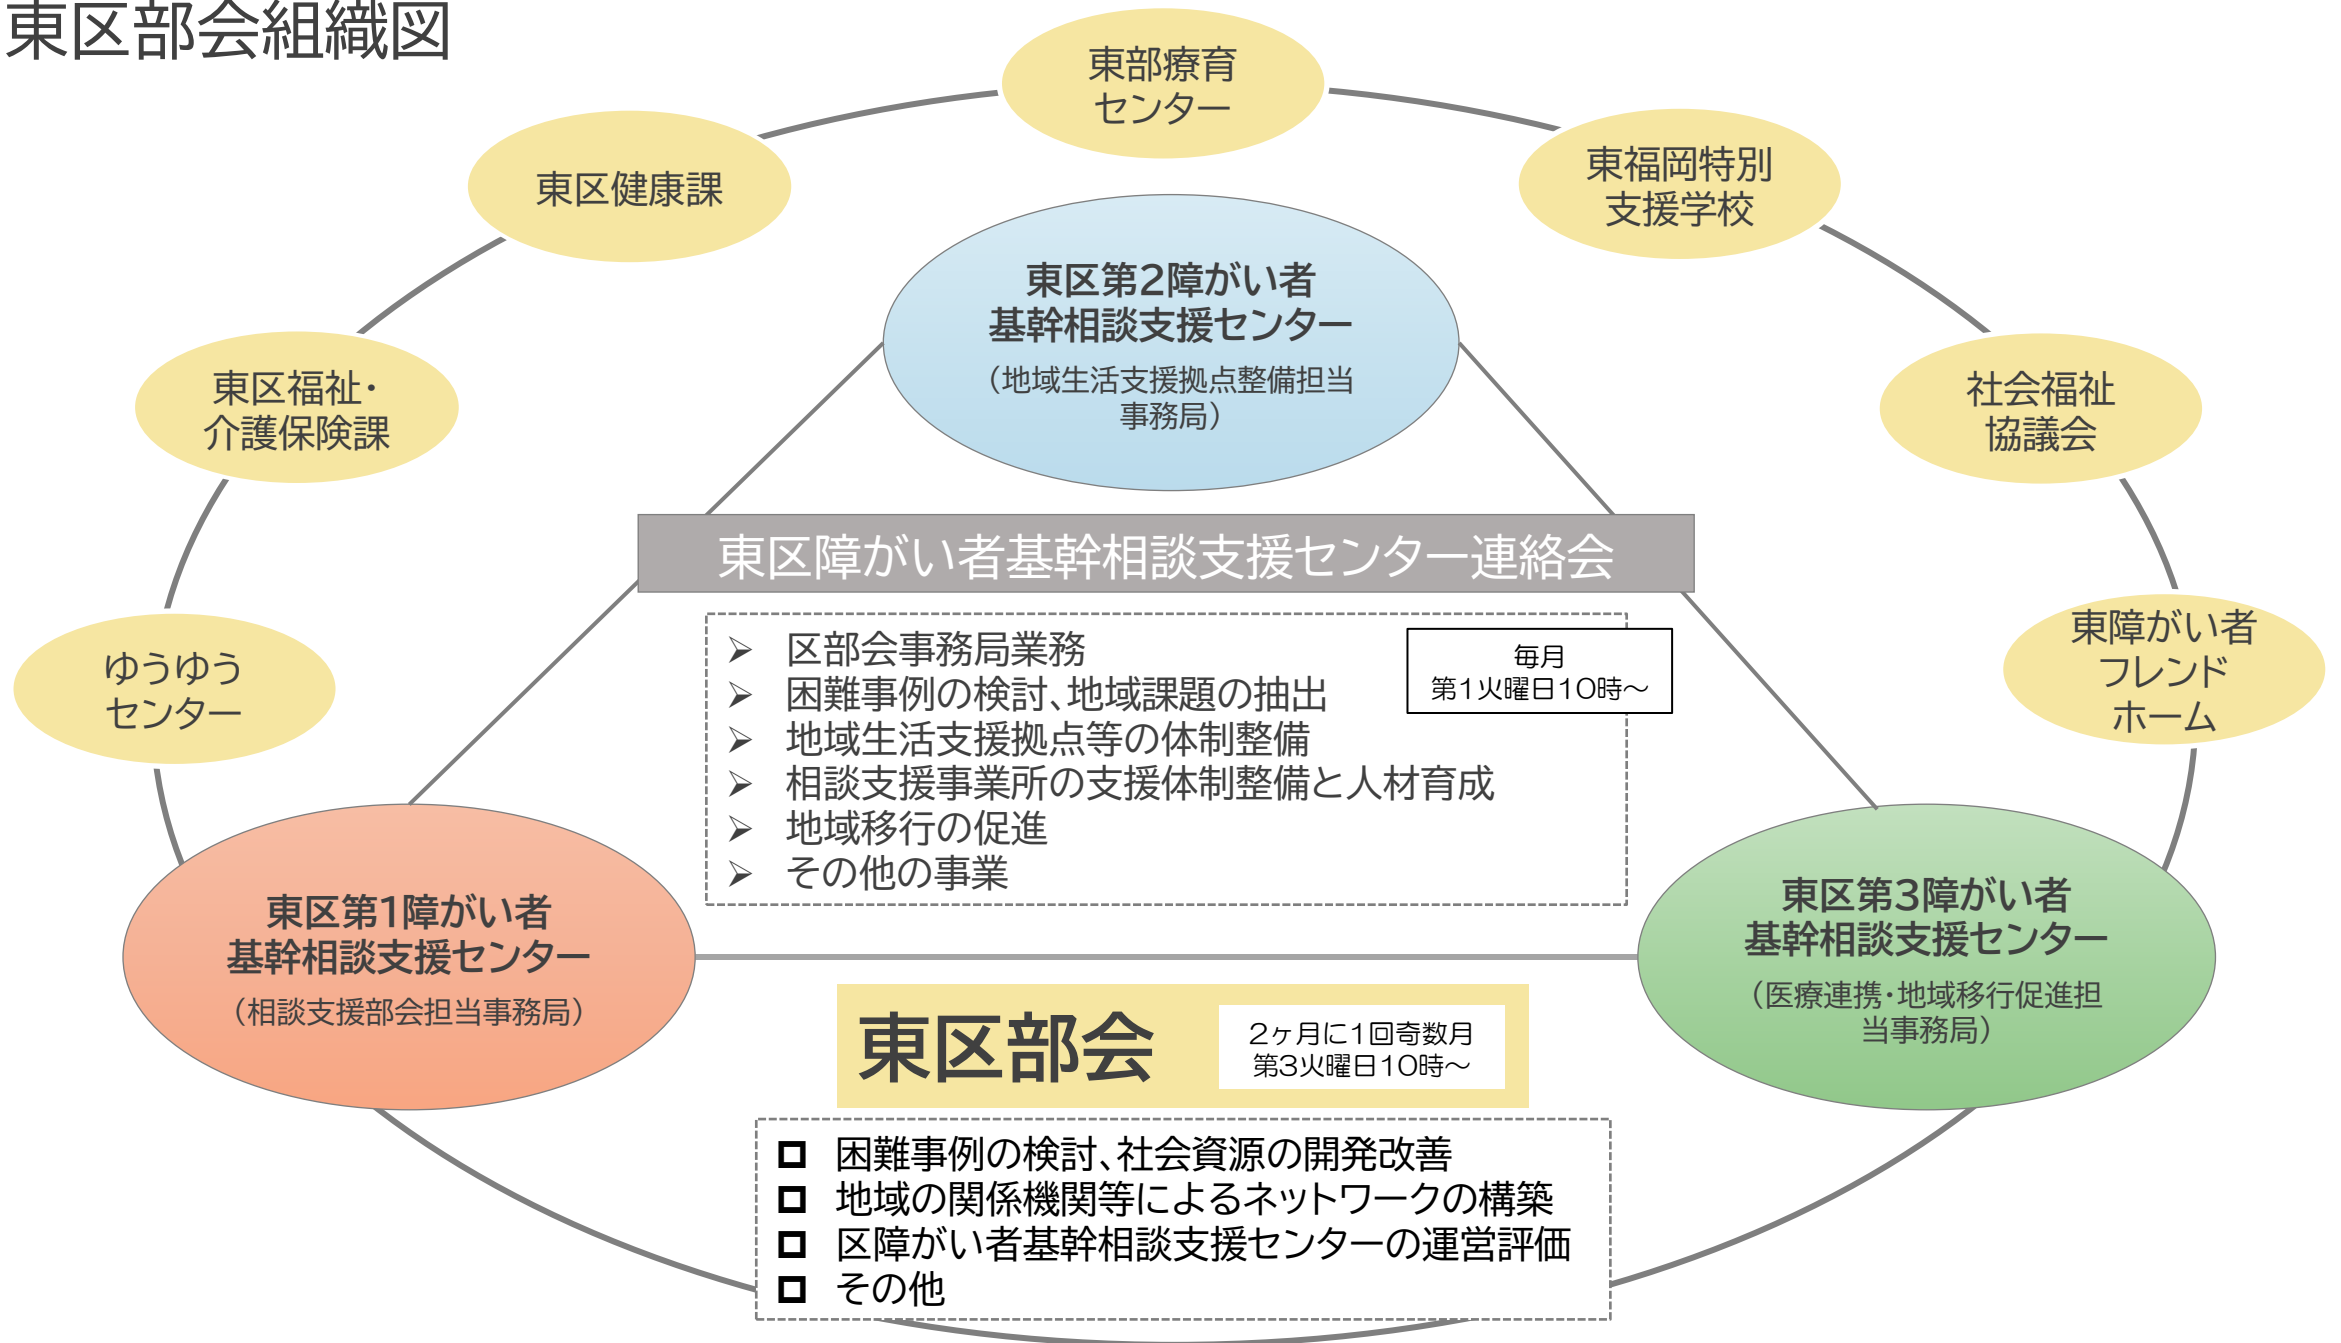 東区部会組織図
東部療育
センター
東区健康課
東福岡特別
支援学校
東区福祉・
介護保険課
社会福祉
協議会
ゆうゆう
センター
東障がい者
フレンド
ホーム
東区第2障がい者
基幹相談支援センター
（地域生活支援拠点整備担当
事務局）
東区障がい者基幹相談支援センター連絡会
➢ 区部会事務局業務
➢ 困難事例の検討、地域課題の抽出
➢ 地域生活支援拠点等の体制整備
➢ 相談支援事業所の支援体制整備と人材育成
➢ 地域移行の促進
➢ その他の事業
毎月
第1火曜日10時～
東区第1障がい者
基幹相談支援センター
（相談支援部会担当事務局）
東区第3障がい者
基幹相談支援センター
（医療連携・地域移行促進担
当事務局）
東区部会
2ヶ月に1回奇数月
第3火曜日10時～
□ 困難事例の検討、社会資源の開発改善
□ 地域の関係機関等によるネットワークの構築
□ 区障がい者基幹相談支援センターの運営評価
□ その他